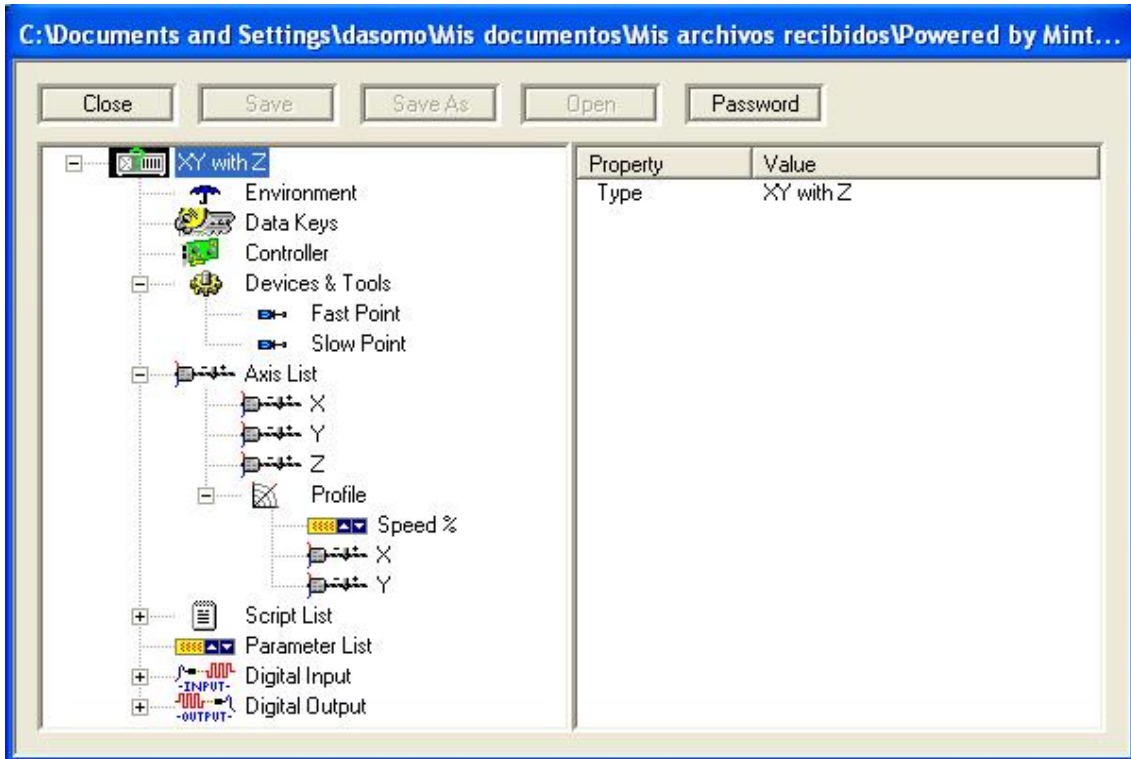 C:\Documents and Settings\dasomo\Mis documentos\Mis archivos recibidos\Powered by Mint...
Close Save Save As Open Password
XY with Z
Environment
Data Keys
Controller
Devices & Tools
Fast Point
Slow Point
Axis List
X
Y
Z
Profile
Speed %
X
Y
Script List
Parameter List
Digital Input
-INPUT-
Digital Output
-OUTPUT-
Property Value
Type XY with Z